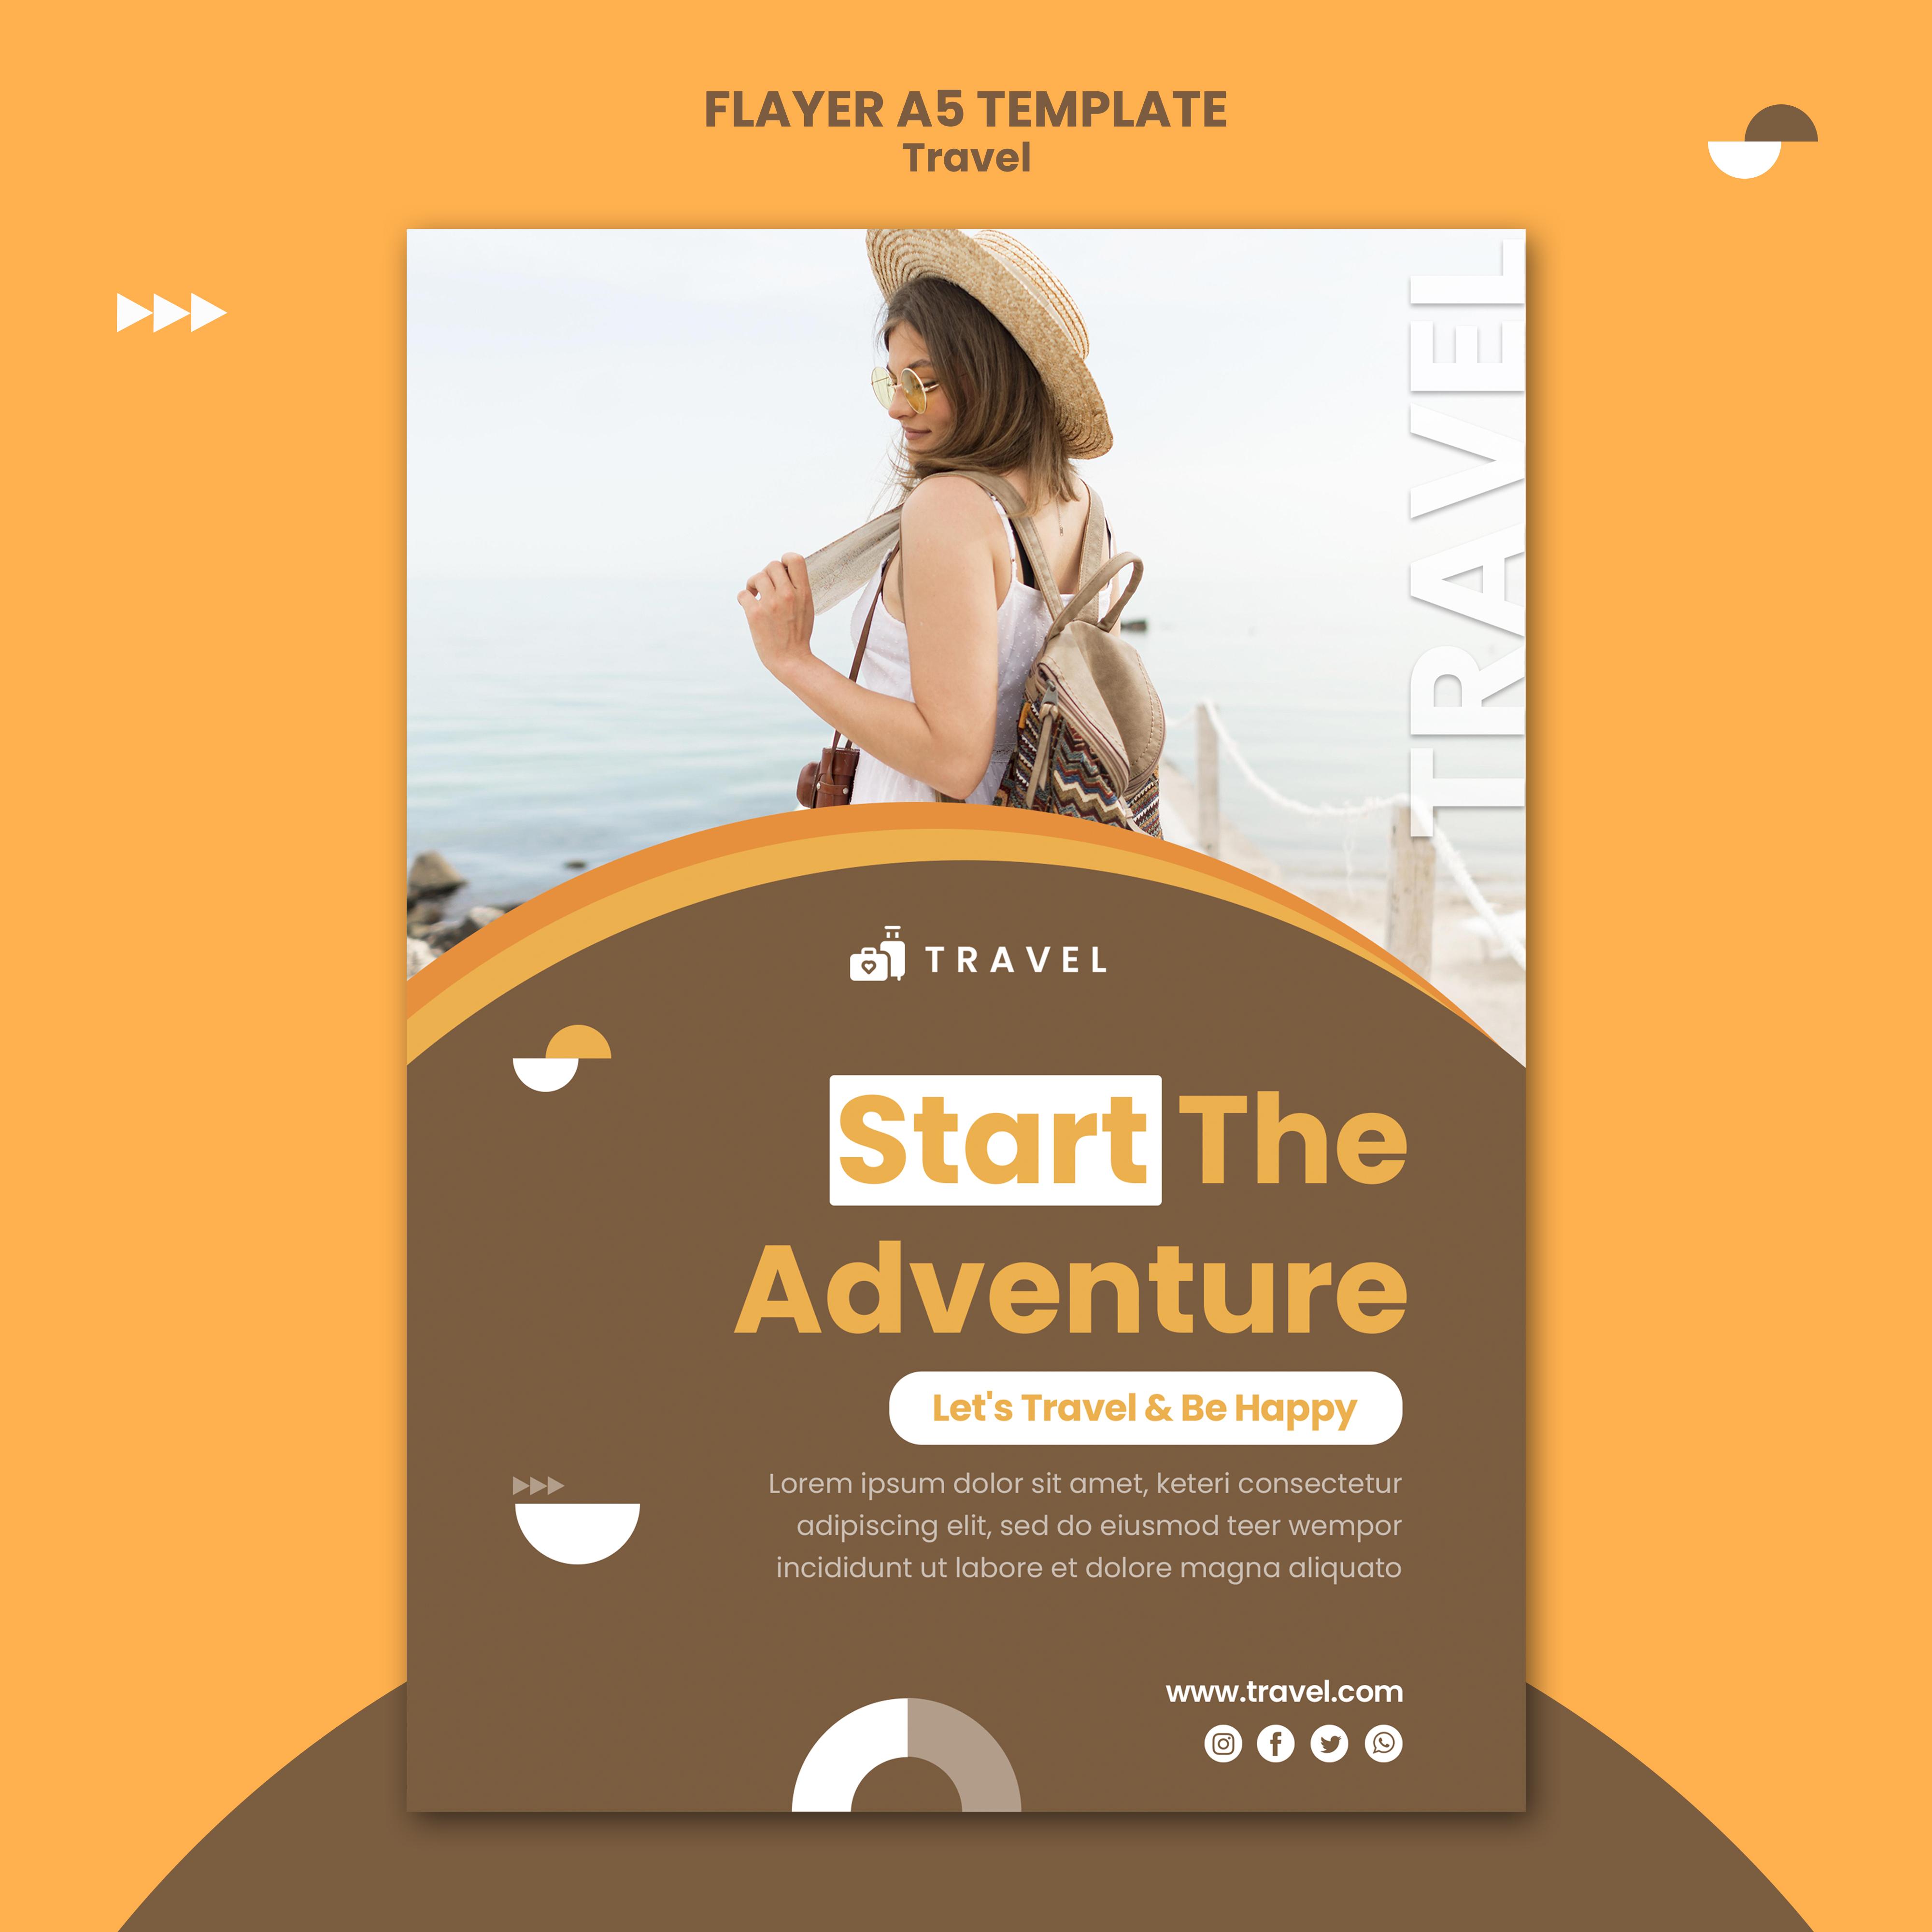 FLAYER A5 TEMPLATE
Travel
TRAVEL
TRAVEL
Start The
Adventure
Let's Travel & Be Happy
Lorem ipsum dolor sit amet, keteri consectetur
adipiscing elit, sed do eiusmod teer wempor
incididunt ut labore et dolore magna aliquato
www.travel.com